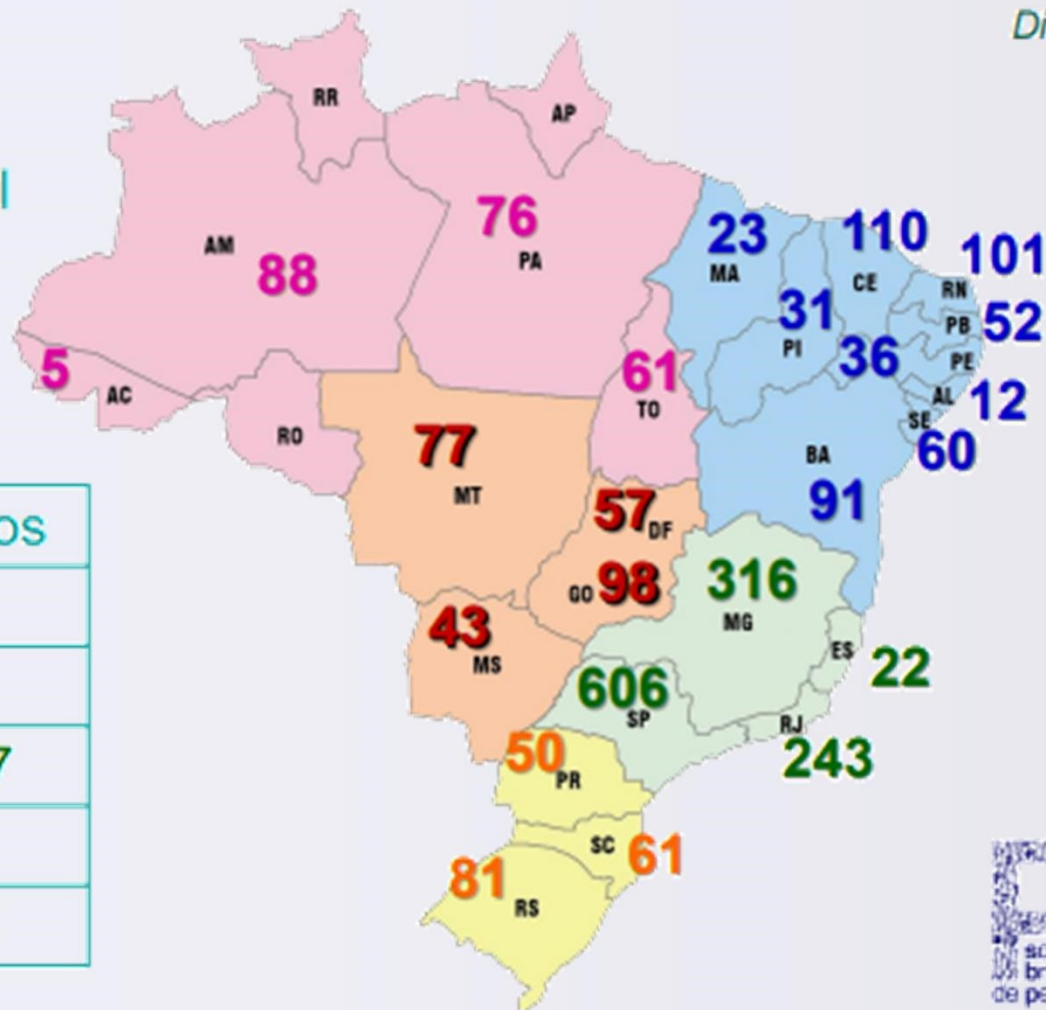 Di
RR
AP
l
76
23
110
101
AM
88
PA
MA
CE
RN
31
PB
52
5
61
PI
36
PE
AC
TO
AL
12
SE
60
RO
77
BA
91
MT
OS
57
DF
316
GO
98
MG
43
MS
ES
22
606
SP
RJ
243
7
50
PR
SC
61
81
RS
de pe